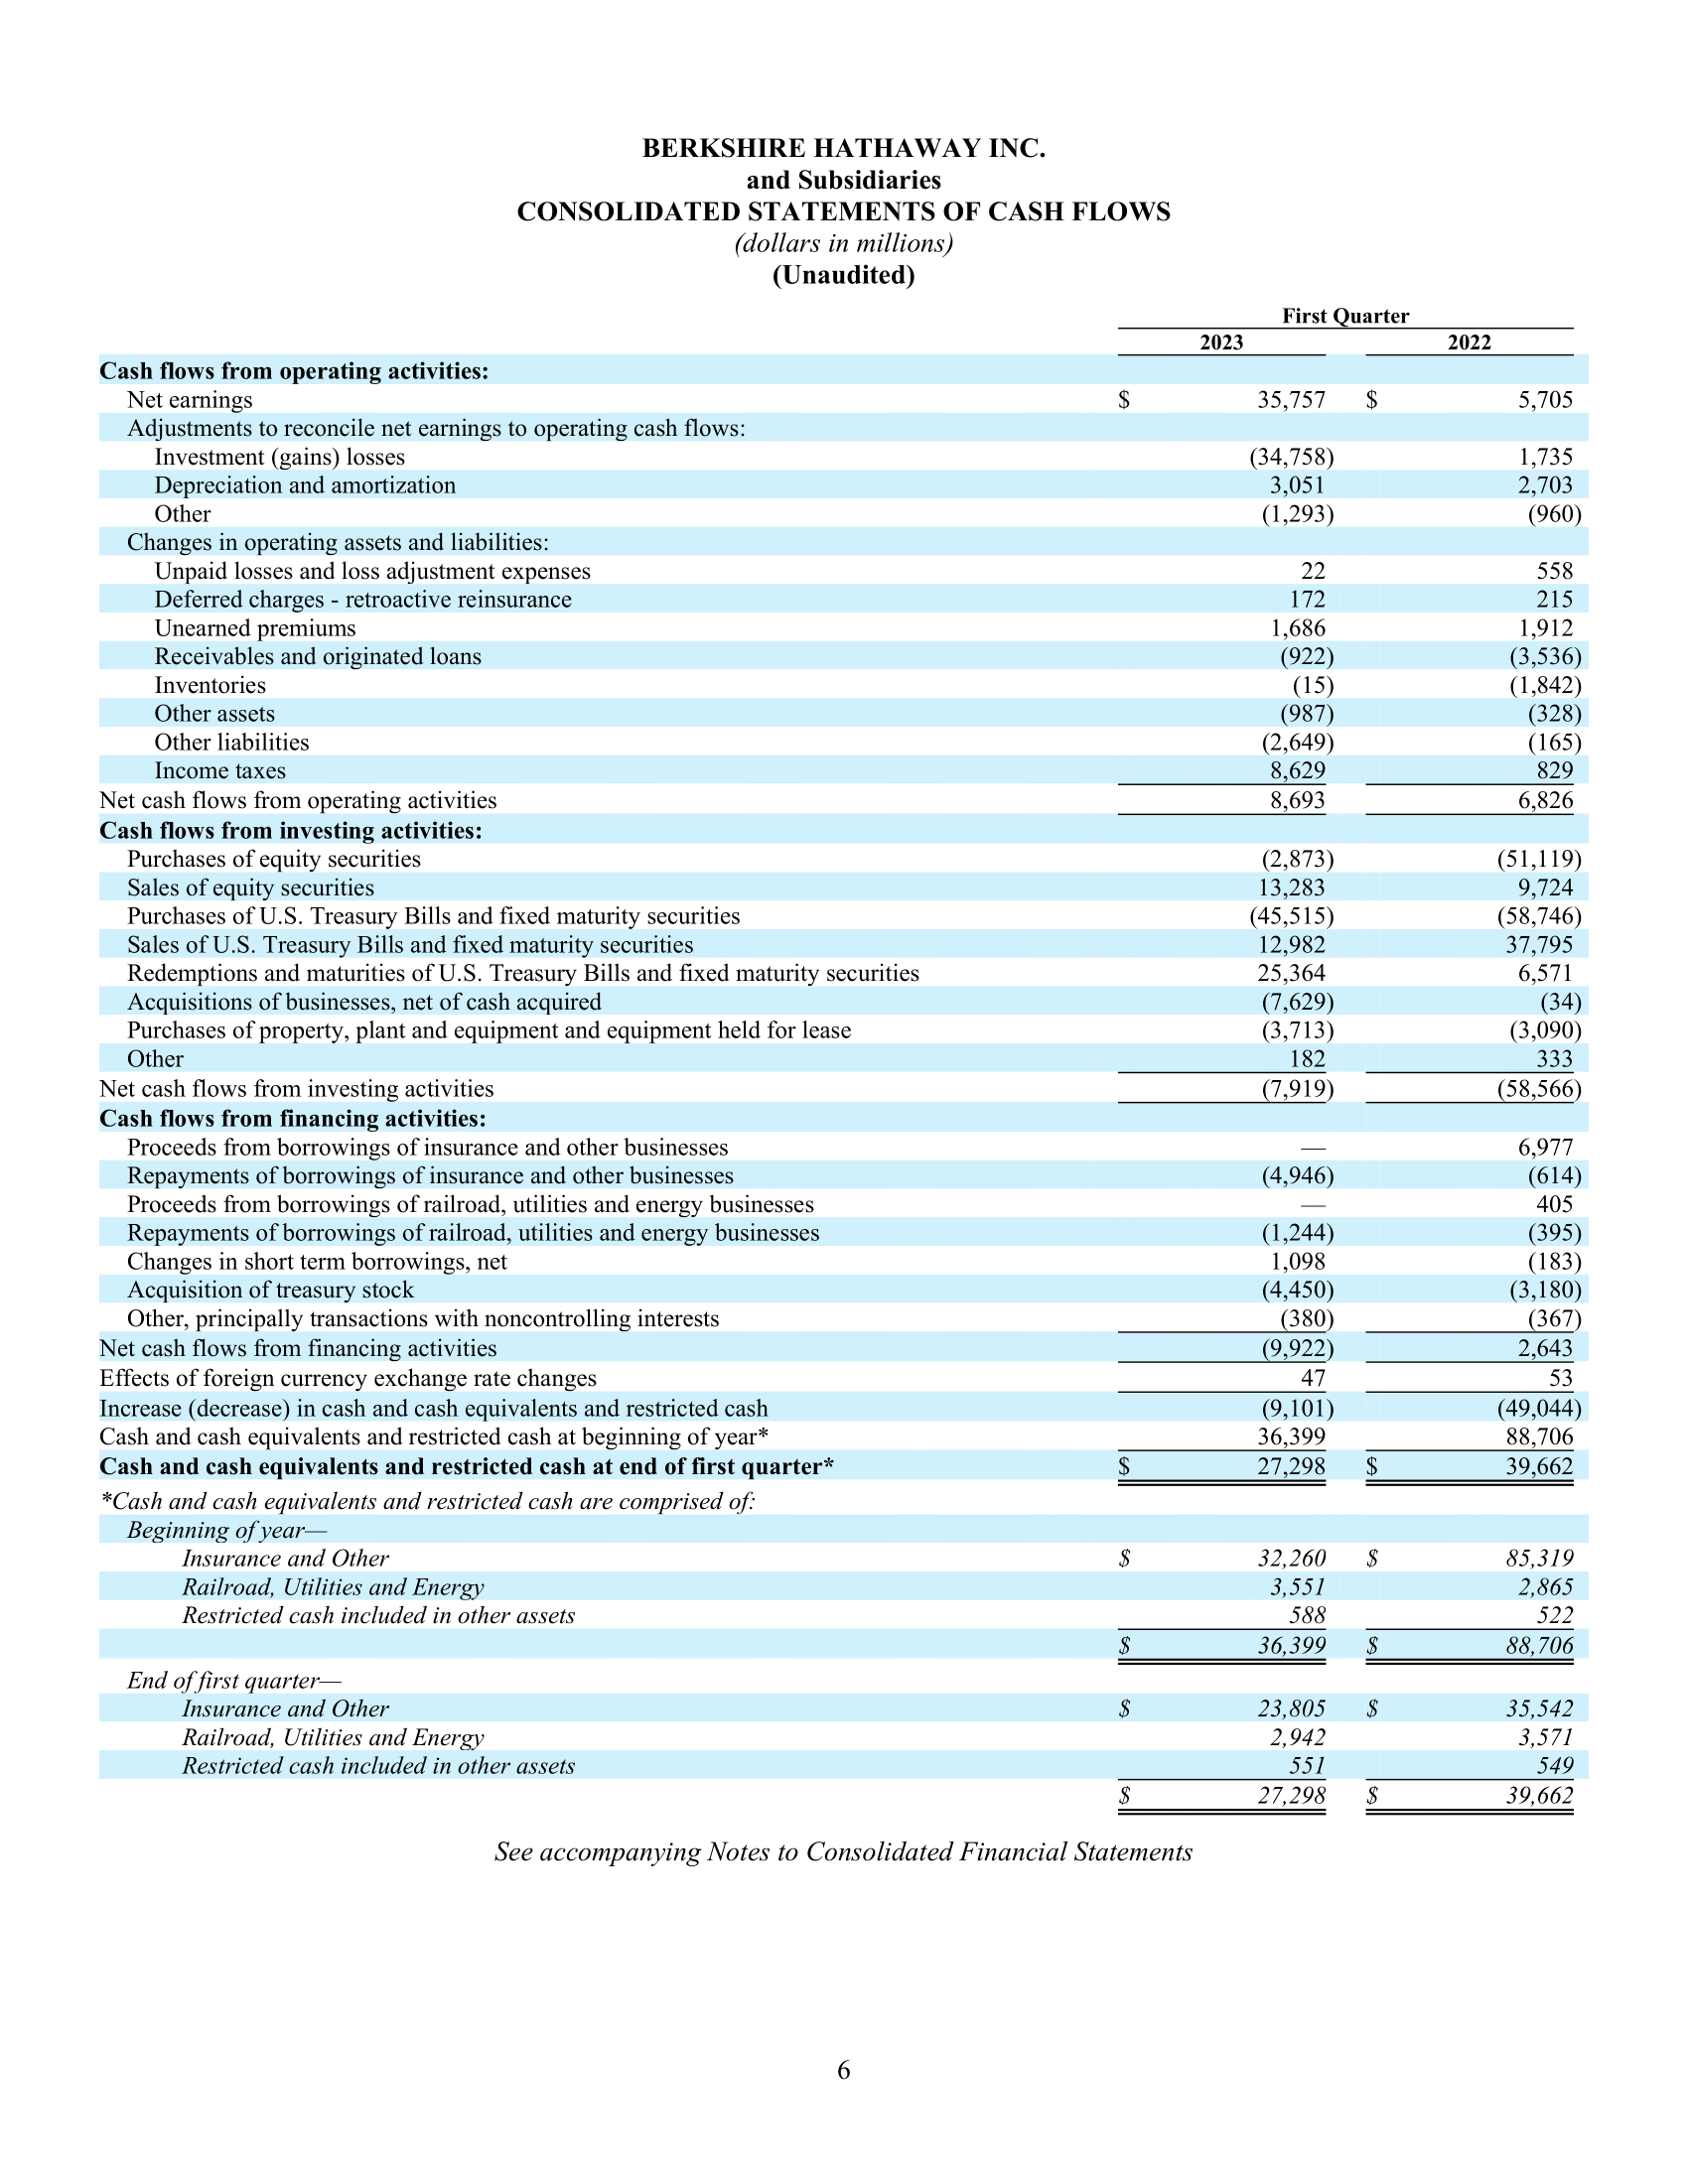 BERKSHIRE HATHAWAY INC.
and Subsidiaries
CONSOLIDATED STATEMENTS OF CASH FLOWS
(dollars in millions)
(Unaudited)
First Quarter
2023 2022
Cash flows from operating activities:
Net earnings $ 35,757 $ 5,705
Adjustments to reconcile net earnings to operating cash flows:
Investment (gains) losses (34,758) 1,735
Depreciation and amortization 3,051 2,703
Other (1,293) (960)
Changes in operating assets and liabilities:
Unpaid losses and loss adjustment expenses 22 558
Deferred charges - retroactive reinsurance 172 215
Unearned premiums 1,686 1,912
Receivables and originated loans (922) (3,536)
Inventories (15) (1,842)
Other assets (987) (328)
Other liabilities (2,649) (165)
Income taxes 8,629 829
Net cash flows from operating activities 8,693 6,826
Cash flows from investing activities:
Purchases of equity securities (2,873) (51,119)
Sales of equity securities 13,283 9,724
Purchases of U.S. Treasury Bills and fixed maturity securities (45,515) (58,746)
Sales of U.S. Treasury Bills and fixed maturity securities 12,982 37,795
Redemptions and maturities of U.S. Treasury Bills and fixed maturity securities 25,364 6,571
Acquisitions of businesses, net of cash acquired (7,629) (34)
Purchases of property, plant and equipment and equipment held for lease (3,713) (3,090)
Other 182 333
Net cash flows from investing activities (7,919) (58,566)
Cash flows from financing activities:
Proceeds from borrowings of insurance and other businesses — 6,977
Repayments of borrowings of insurance and other businesses (4,946) (614)
Proceeds from borrowings of railroad, utilities and energy businesses — 405
Repayments of borrowings of railroad, utilities and energy businesses (1,244) (395)
Changes in short term borrowings, net 1,098 (183)
Acquisition of treasury stock (4,450) (3,180)
Other, principally transactions with noncontrolling interests (380) (367)
Net cash flows from financing activities (9,922) 2,643
Effects of foreign currency exchange rate changes 47 53
Increase (decrease) in cash and cash equivalents and restricted cash (9,101) (49,044)
Cash and cash equivalents and restricted cash at beginning of year* 36,399 88,706
Cash and cash equivalents and restricted cash at end of first quarter* $ 27,298 $ 39,662
*Cash and cash equivalents and restricted cash are comprised of:
Beginning of year—
Insurance and Other $ 32,260 $ 85,319
Railroad, Utilities and Energy 3,551 2,865
Restricted cash included in other assets 588 522
$ 36,399 $ 88,706
End of first quarter—
Insurance and Other $ 23,805 $ 35,542
Railroad, Utilities and Energy 2,942 3,571
Restricted cash included in other assets 551 549
$ 27,298 $ 39,662
See accompanying Notes to Consolidated Financial Statements
6